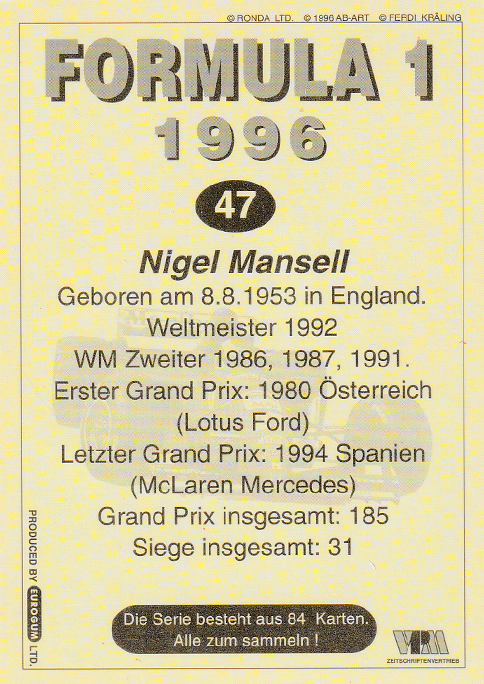 © RONDA LTD. © 1996 AB-ART © FERDI KRÄLING
FORMULA 1
1996
47
Nigel Mansell
Geboren am 8.8.1953 in England.
Weltmeister 1992
WM Zweiter 1986, 1987, 1991.
Erster Grand Prix: 1980 Österreich
(Lotus Ford)
Letzter Grand Prix: 1994 Spanien
(McLaren Mercedes)
Grand Prix insgesamt: 185
Siege insgesamt: 31
PRODUCED BY EUROGUM LTD.
Die Serie besteht aus 84 Karten.
Alle zum sammeln !
VPM
ZEITSCHRIFTENVERTRIEB